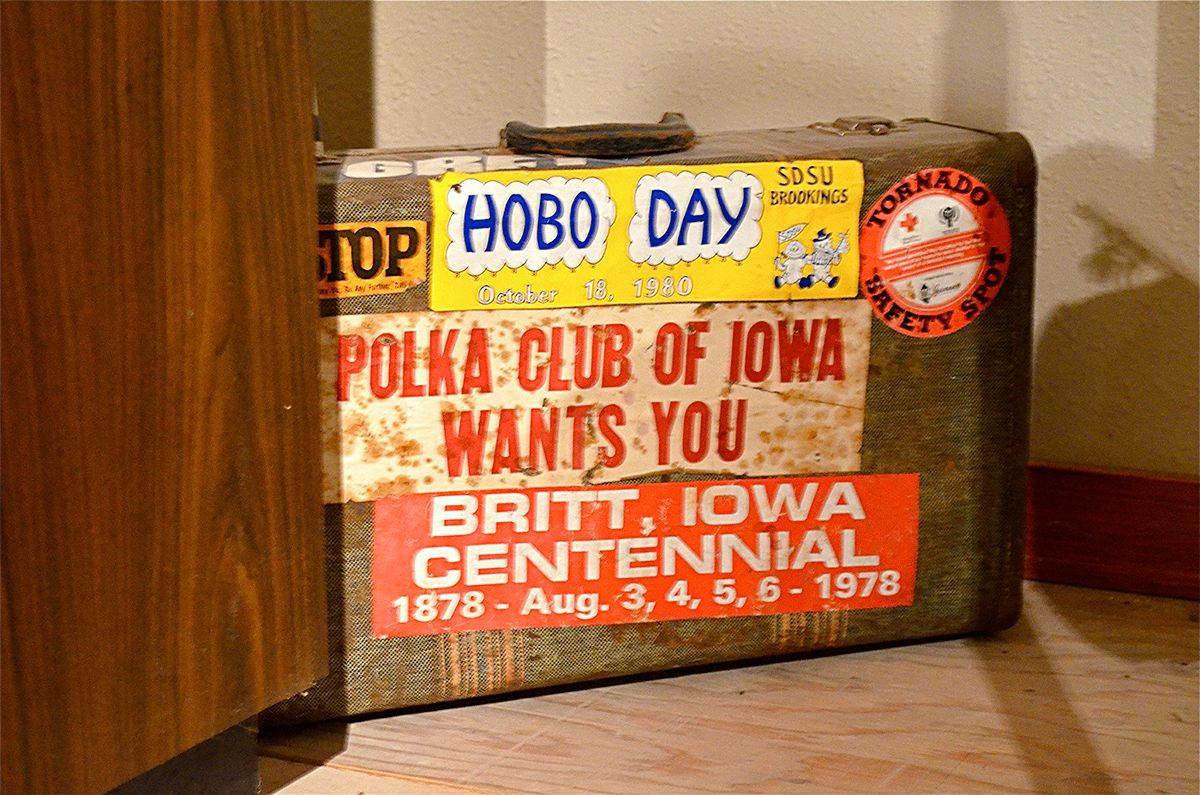 GRE
STOP
HOBO DAY
October 18, 1980
SDSU
BROOKINGS
TORNADO
SAFETY SPOT
POLKA CLUB OF IOWA
WANTS YOU
BRITT, IOWA
CENTENNIAL
1878 - Aug. 3, 4, 5, 6 - 1978